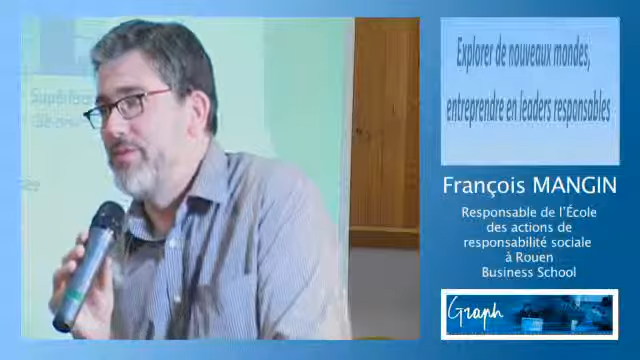 Explorer de nouveaux mondes,
entreprendre en leaders responsables
François MANGIN
Responsable de l'École
des actions de
responsabilité sociale
à Rouen
Business School
Graph